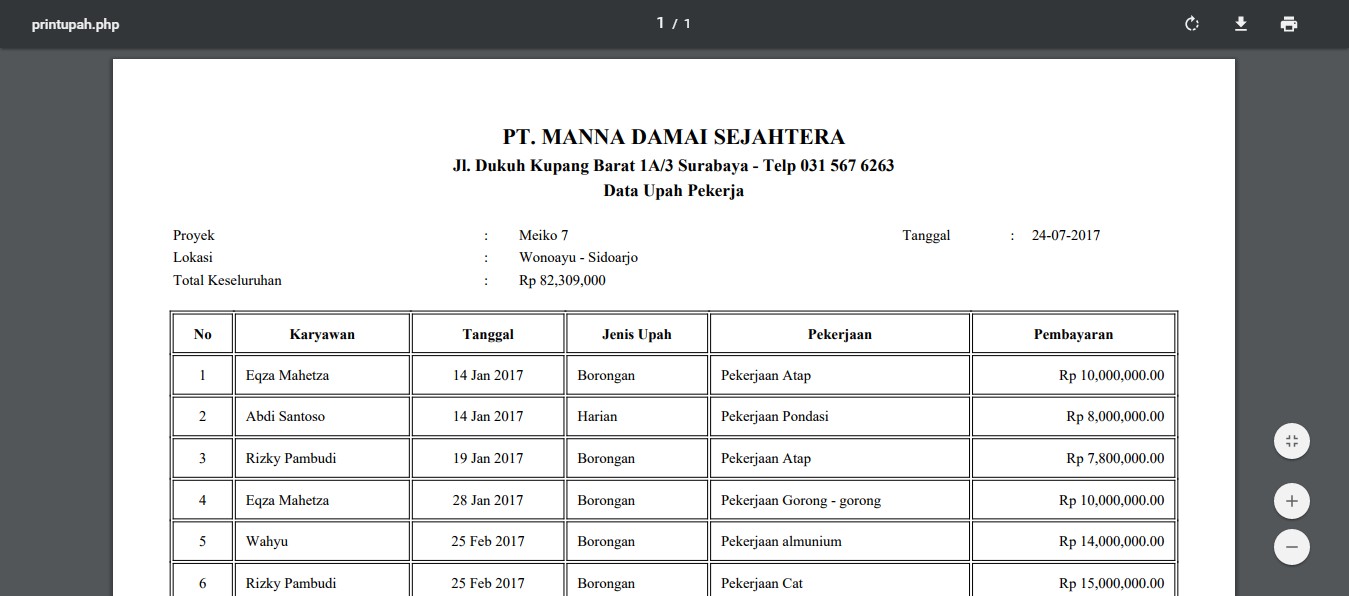 printupah.php 1 / 1
PT. MANNA DAMAI SEJAHTERA
Jl. Dukuh Kupang Barat 1A/3 Surabaya - Telp 031 567 6263
Data Upah Pekerja
Proyek : Meiko 7 Tanggal : 24-07-2017
Lokasi : Wonoayu - Sidoarjo
Total Keseluruhan : Rp 82,309,000
No Karyawan Tanggal Jenis Upah Pekerjaan Pembayaran
1 Eqza Mahetza 14 Jan 2017 Borongan Pekerjaan Atap Rp 10,000,000.00
2 Abdi Santoso 14 Jan 2017 Harian Pekerjaan Pondasi Rp 8,000,000.00
3 Rizky Pambudi 19 Jan 2017 Borongan Pekerjaan Atap Rp 7,800,000.00
4 Eqza Mahetza 28 Jan 2017 Borongan Pekerjaan Gorong - gorong Rp 10,000,000.00
5 Wahyu 25 Feb 2017 Borongan Pekerjaan almunium Rp 14,000,000.00
6 Rizky Pambudi 25 Feb 2017 Borongan Pekerjaan Cat Rp 15,000,000.00